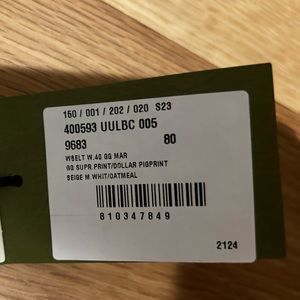 150 / 001 / 202 / 020 S23
400593 UULBC 005
9683 80
WBELT W.40 GG MAR
GG SUPR.PRINT/DOLLAR PIGPRINT
BEIGE M.WHIT/OATMEAL
810347849
2124